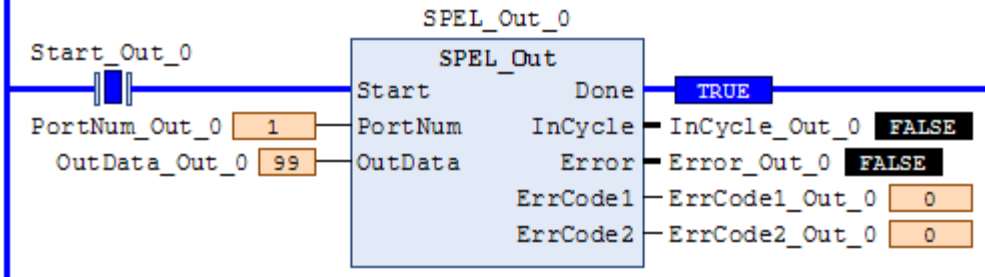 SPEL_Out_0
Start_Out_0
SPEL_Out
Start Done TRUE
PortNum_Out_0 1 PortNum InCycle InCycle_Out_0 FALSE
OutData_Out_0 99 OutData Error Error_Out_0 FALSE
ErrCode1 ErrCode1_Out_0 0
ErrCode2 ErrCode2_Out_0 0